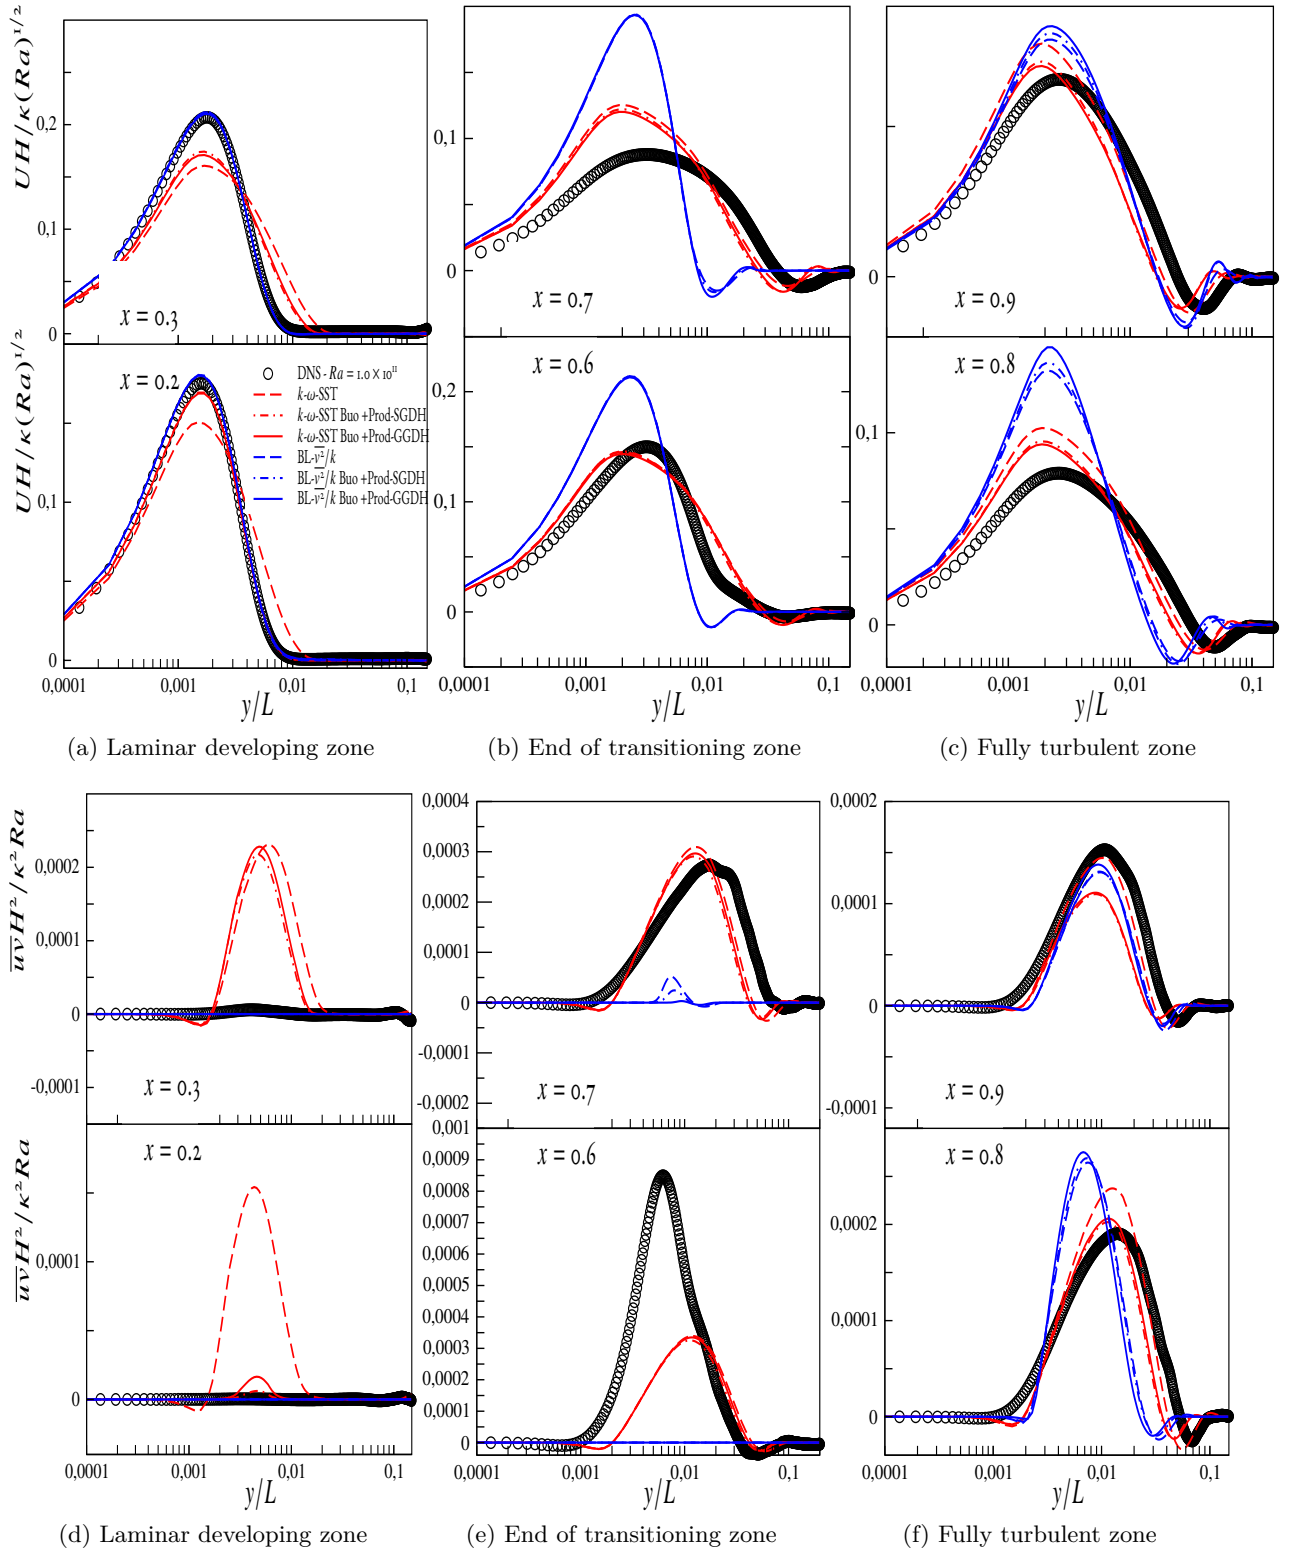 UH/κ(Ra)^1/2
0,2
0,1
0
x = 0.3
0,1
0
x = 0.7
0
x = 0.9
UH/κ(Ra)^1/2
0,1
0
x = 0.2
DNS - Ra = 1.0 × 10^11
k-ω-SST
k-ω-SST Buo +Prod-SGDH
k-ω-SST Buo +Prod-GGDH
BL-v²/k
BL-v²/k Buo +Prod-SGDH
BL-v²/k Buo +Prod-GGDH
0,2
0,1
0
x = 0.6
0,1
0
x = 0.8
0,0001 0,001 0,01 0,1
0,0001 0,001 0,01 0,1
0,0001 0,001 0,01 0,1
y/L
y/L
y/L
(a) Laminar developing zone
(b) End of transitioning zone
(c) Fully turbulent zone
uvH²/κ²Ra
0,0002
0,0001
0
-0,0001
x = 0.3
0,0004
0,0003
0,0002
0,0001
0,000
-0,0001
-0,0002
x = 0.7
0,0002
0,0001
0
-0,0001
x = 0.9
uvH²/κ²Ra
0,0001
0
x = 0.2
0,001
0,0009
0,0008
0,0007
0,0006
0,0005
0,0004
0,0003
0,0002
0,0001
0,000
x = 0.6
0,0002
0,0001
0
x = 0.8
0,0001 0,001 0,01 0,1
0,0001 0,001 0,01 0,1
0,0001 0,001 0,01 0,1
y/L
y/L
y/L
(d) Laminar developing zone
(e) End of transitioning zone
(f) Fully turbulent zone